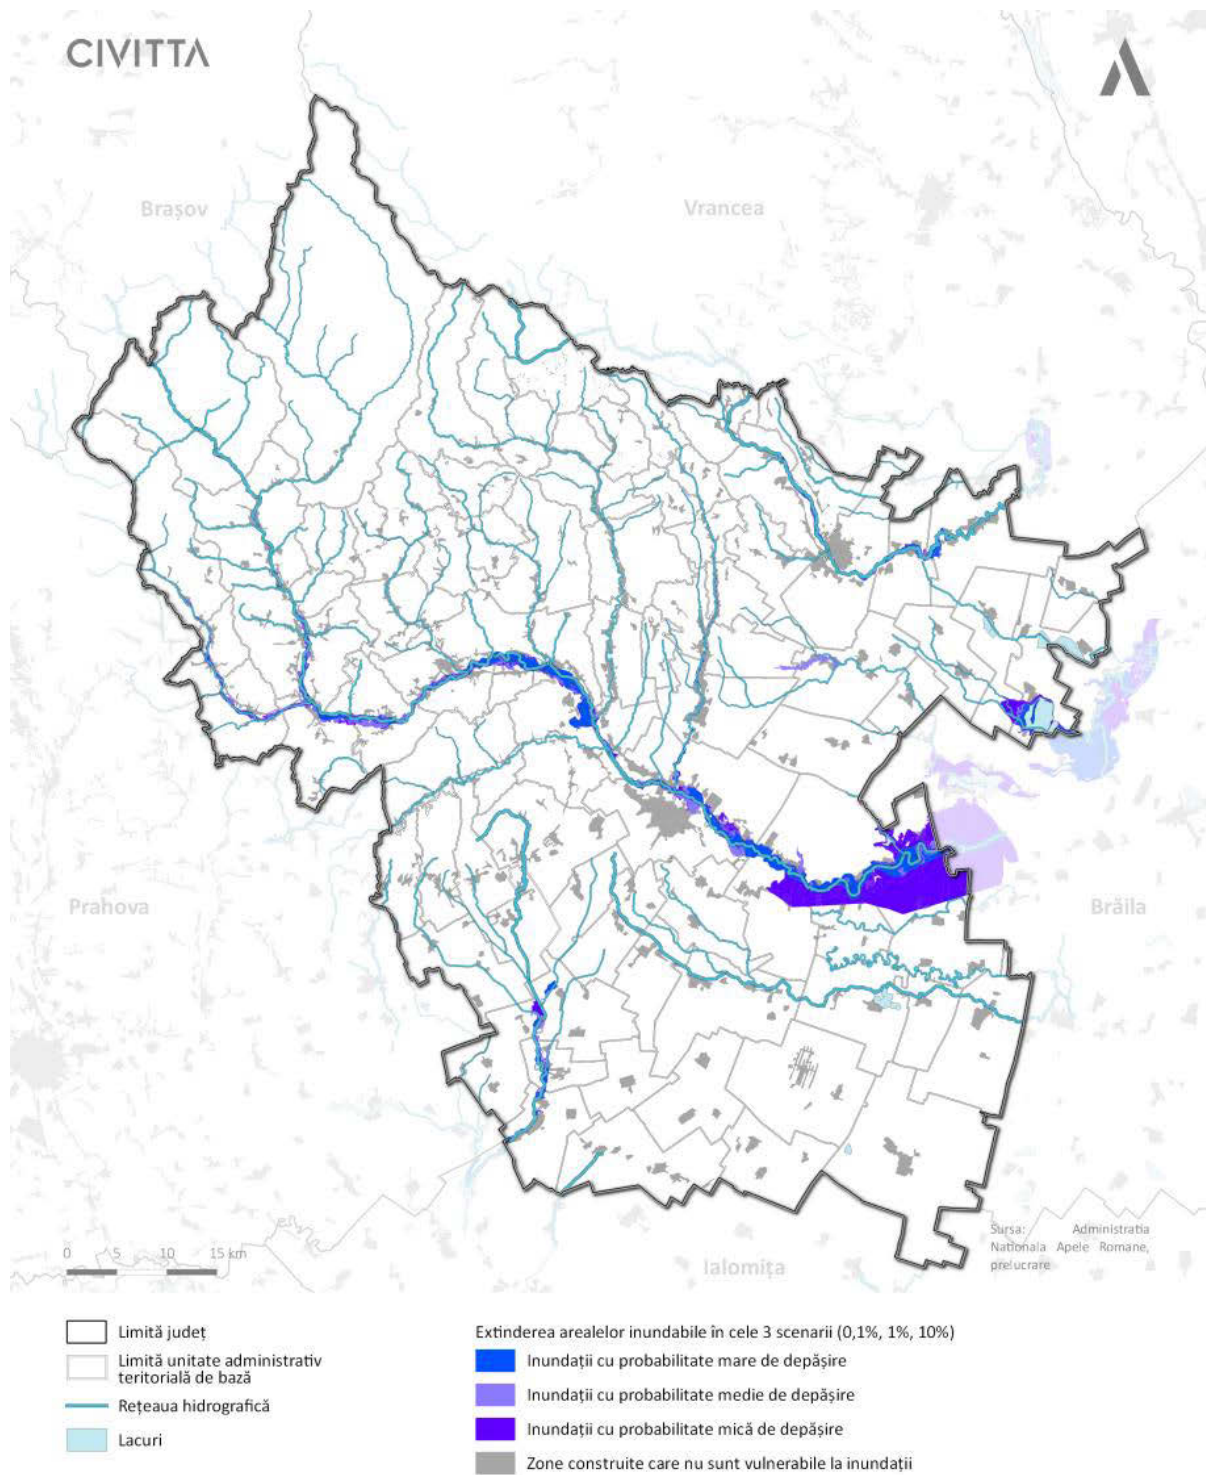 CIVITTA
Brașov
Vrancea
Prahova
Brăila
Ialomița
0 5 10 15 km
Sursa: Administratia
Nationala Apele Romane,
prelucrare
Limită județ
Limită unitate administrativ
teritorială de bază
Rețeaua hidrografică
Lacuri
Extinderea arealelor inundabile în cele 3 scenarii (0,1%, 1%, 10%)
Inundații cu probabilitate mare de depășire
Inundații cu probabilitate medie de depășire
Inundații cu probabilitate mică de depășire
Zone construite care nu sunt vulnerabile la inundații